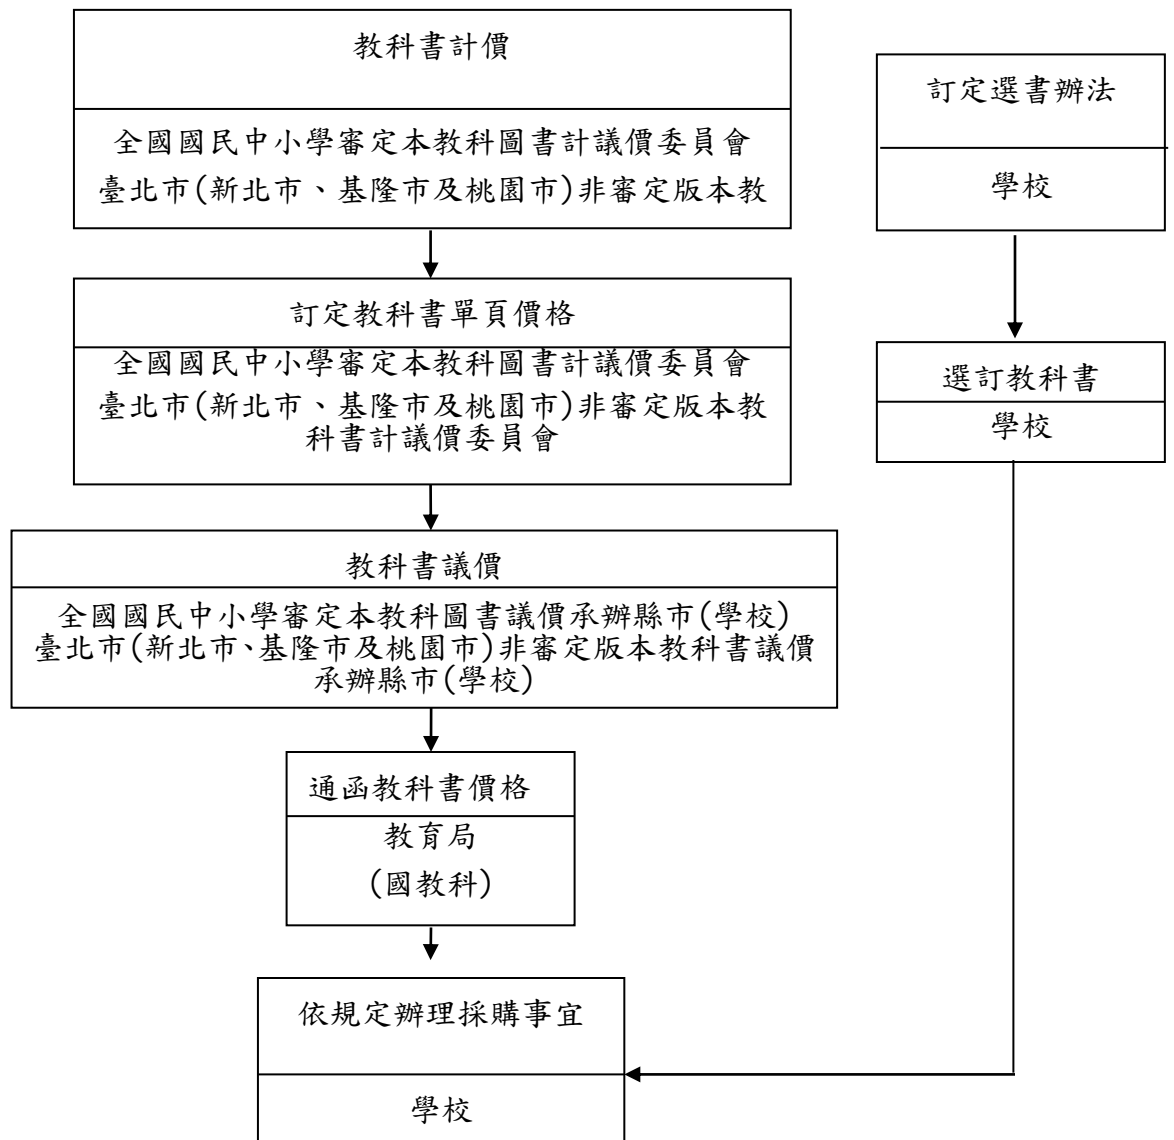 教科書計價
全國國民中小學審定本教科圖書計議價委員會
臺北市(新北市、基隆市及桃園市)非審定版本教
訂定教科書單頁價格
全國國民中小學審定本教科圖書計議價委員會
臺北市(新北市、基隆市及桃園市)非審定版本教
科書計議價委員會
教科書議價
全國國民中小學審定本教科圖書議價承辦縣市(學校)
臺北市(新北市、基隆市及桃園市)非審定版本教科書議價
承辦縣市(學校)
通函教科書價格
教育局
(國教科)
依規定辦理採購事宜
學校
訂定選書辦法
學校
選訂教科書
學校